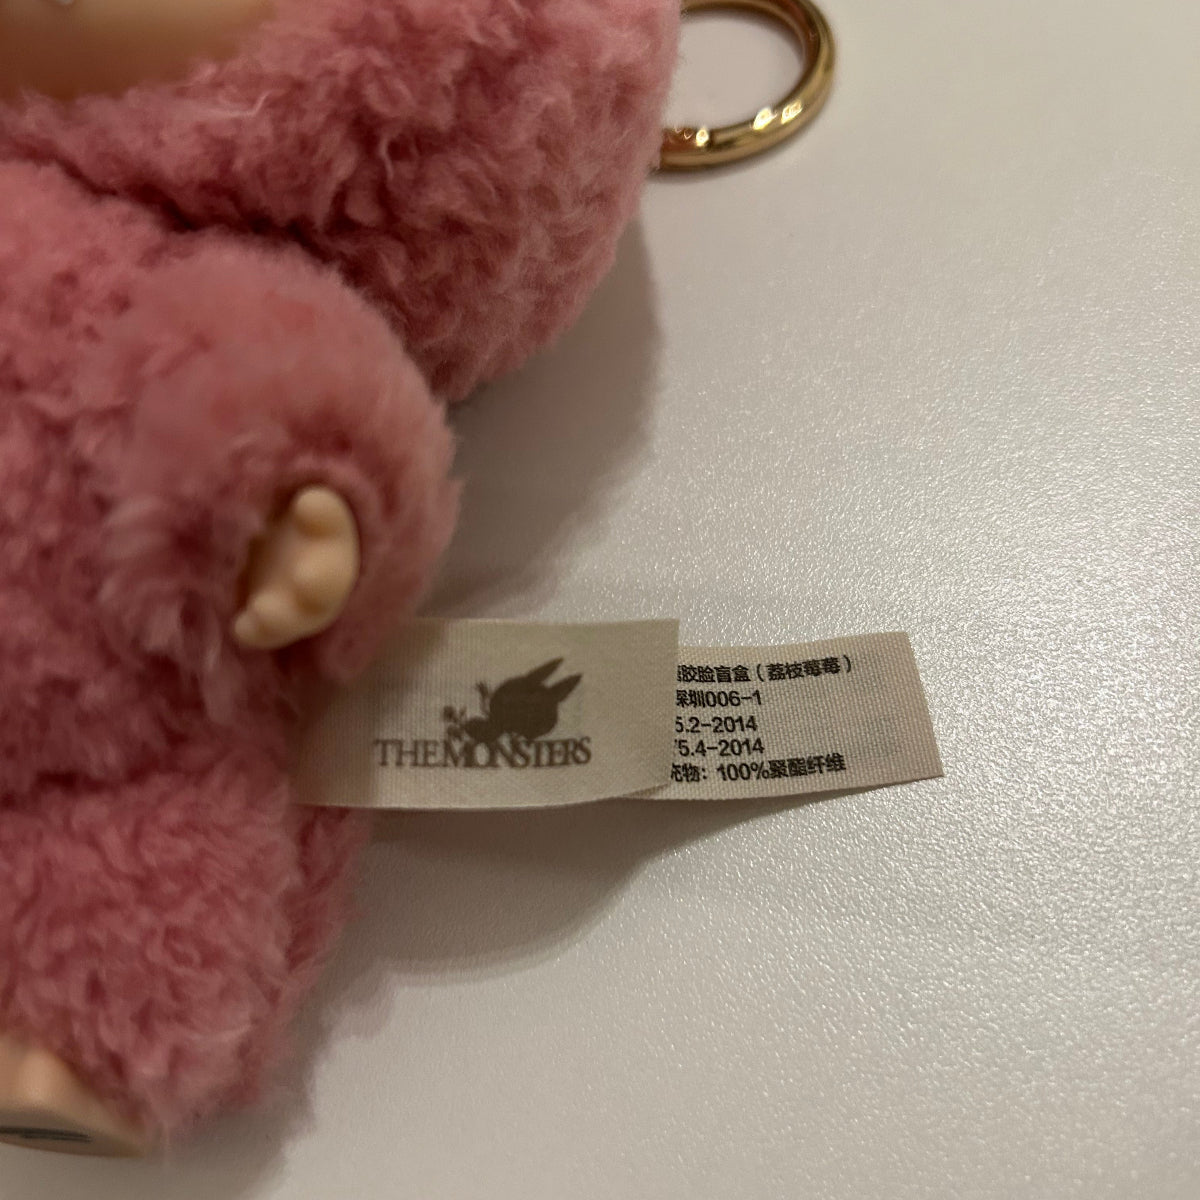 THE MONSTERS
胶脸盲盒（荔枝莓莓）
深圳006-1
5.2-2014
5.4-2014
充物：100%聚酯纤维